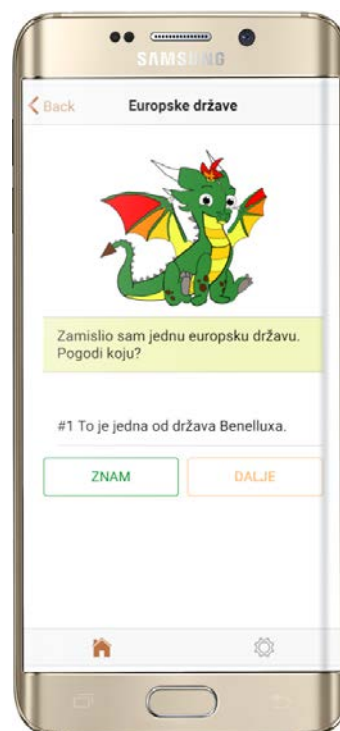 SAMSUNG
Back
Europske države
Zamislio sam jednu europsku državu.
Pogodi koju?
#1 To je jedna od država Benelluxa.
ZNAM
DALJE